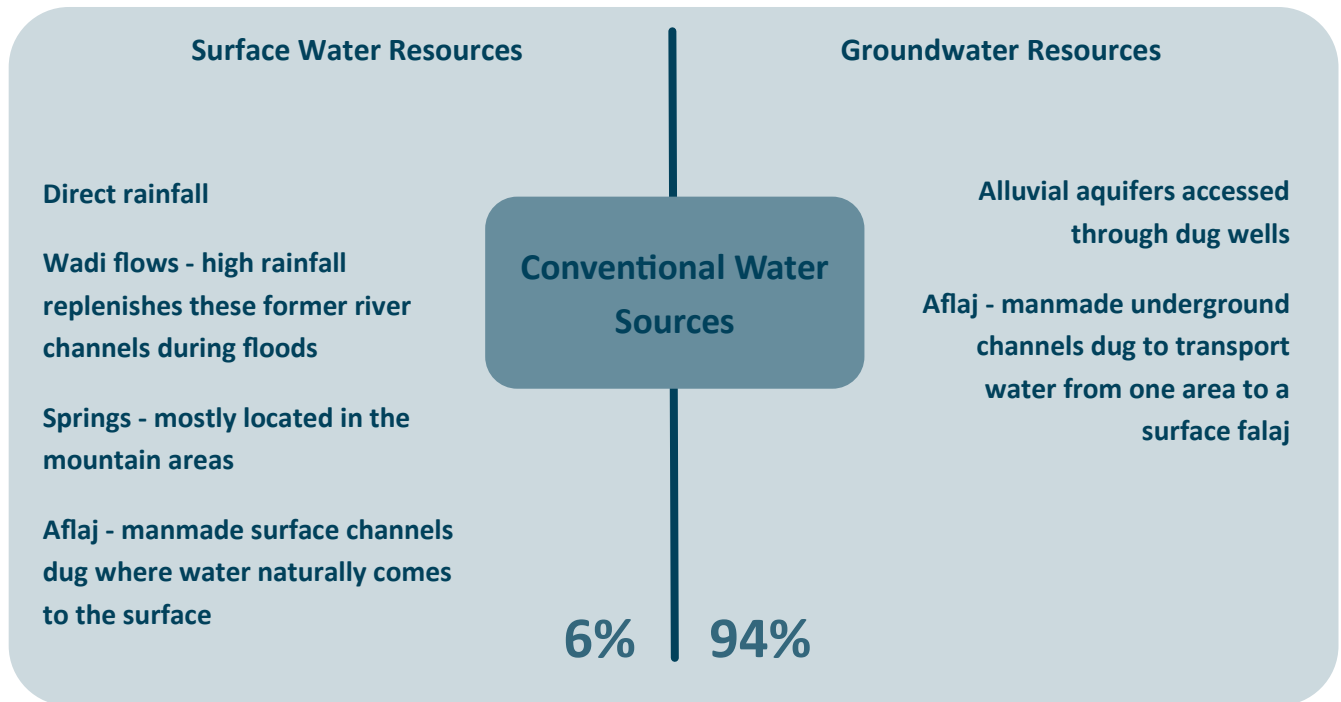 Surface Water Resources
Direct rainfall
Wadi flows - high rainfall
replenishes these former river
channels during floods
Springs - mostly located in the
mountain areas
Aflaj - manmade surface channels
dug where water naturally comes
to the surface
6%
Conventional Water
Sources
Groundwater Resources
Alluvial aquifers accessed
through dug wells
Aflaj - manmade underground
channels dug to transport
water from one area to a
surface falaj
94%